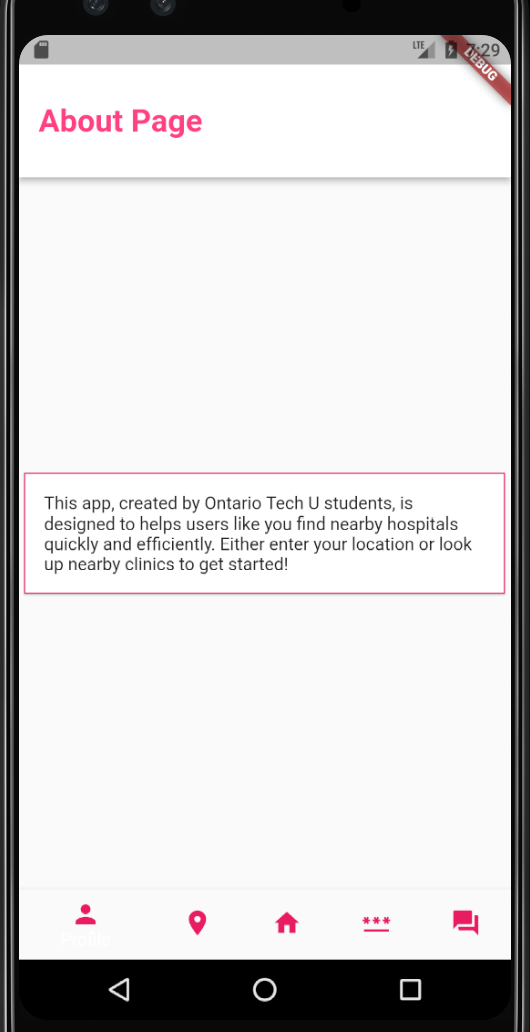 LTE 7:29
DEBUG
About Page
This app, created by Ontario Tech U students, is
designed to helps users like you find nearby hospitals
quickly and efficiently. Either enter your location or look
up nearby clinics to get started!
***
Profile